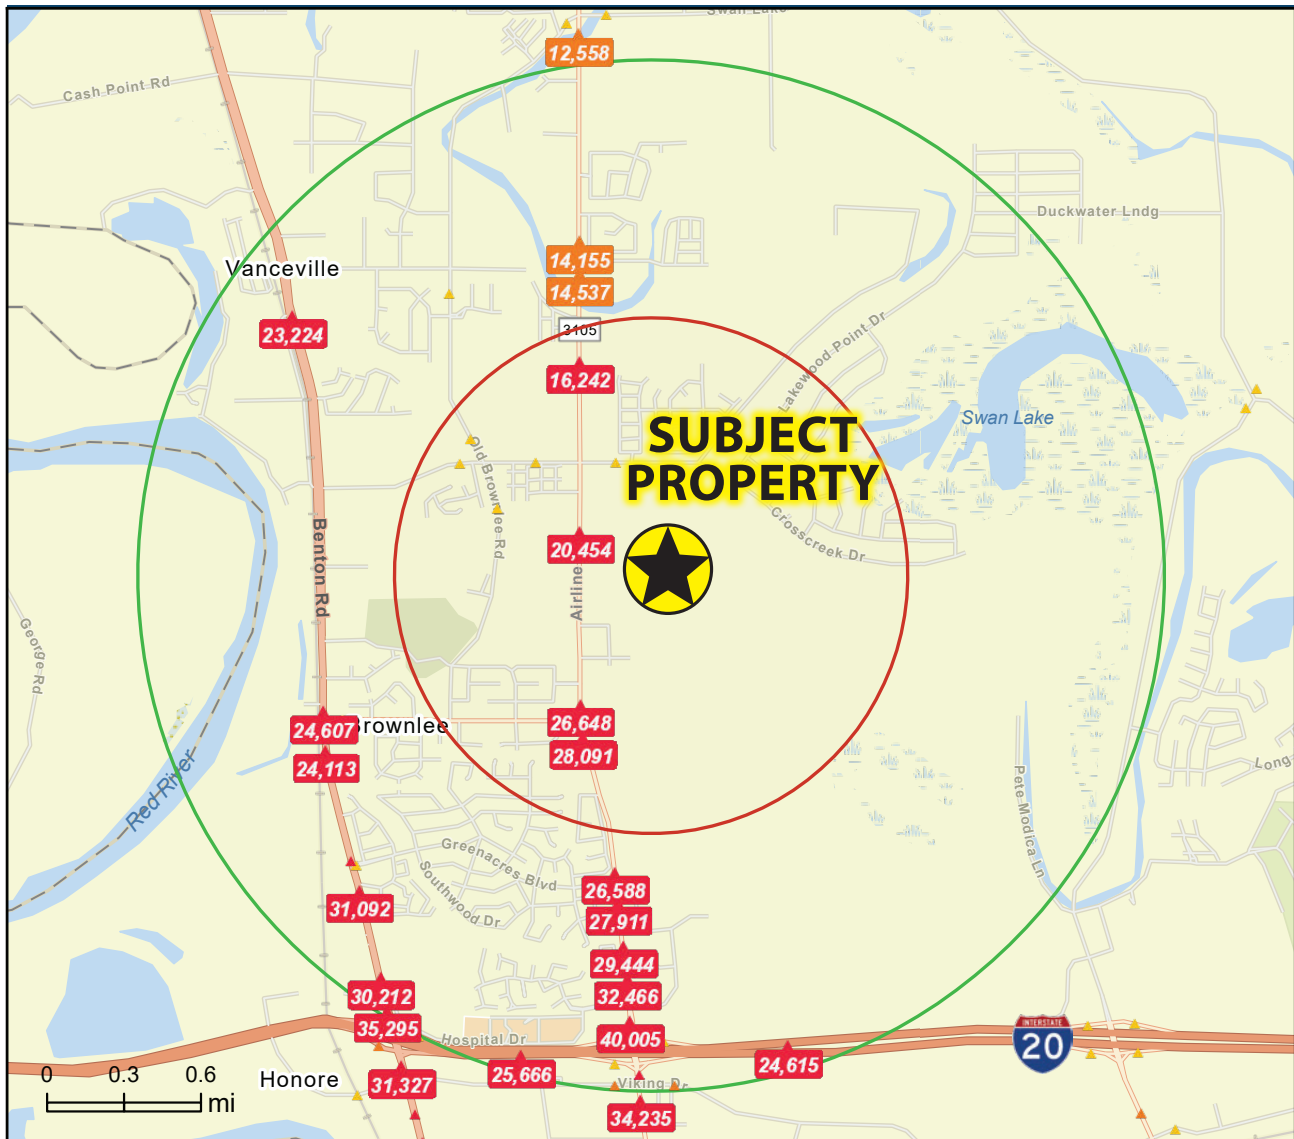 Swan Lake
12,558
Cash Point Rd
Duckwater Lndg
14,155
Vanceville
14,537
23,224
3105
Lakewood Point Dr
16,242
Swan Lake
SUBJECT
PROPERTY
Old Brownlee Rd
Crosscreek Dr
20,454
Benton Rd
Airline
George Rd
26,648
24,607
Brownlee
28,091
24,113
Long
Red River
Pete Modica Ln
Greenacres Blvd
26,588
Southwood Dr
31,092
27,911
29,444
30,212
32,466
35,295
Hospital Dr
40,005
INTERSTATE
20
24,615
0 0.3 0.6
Honore
31,327
25,666
Viking Dr
mi
34,235